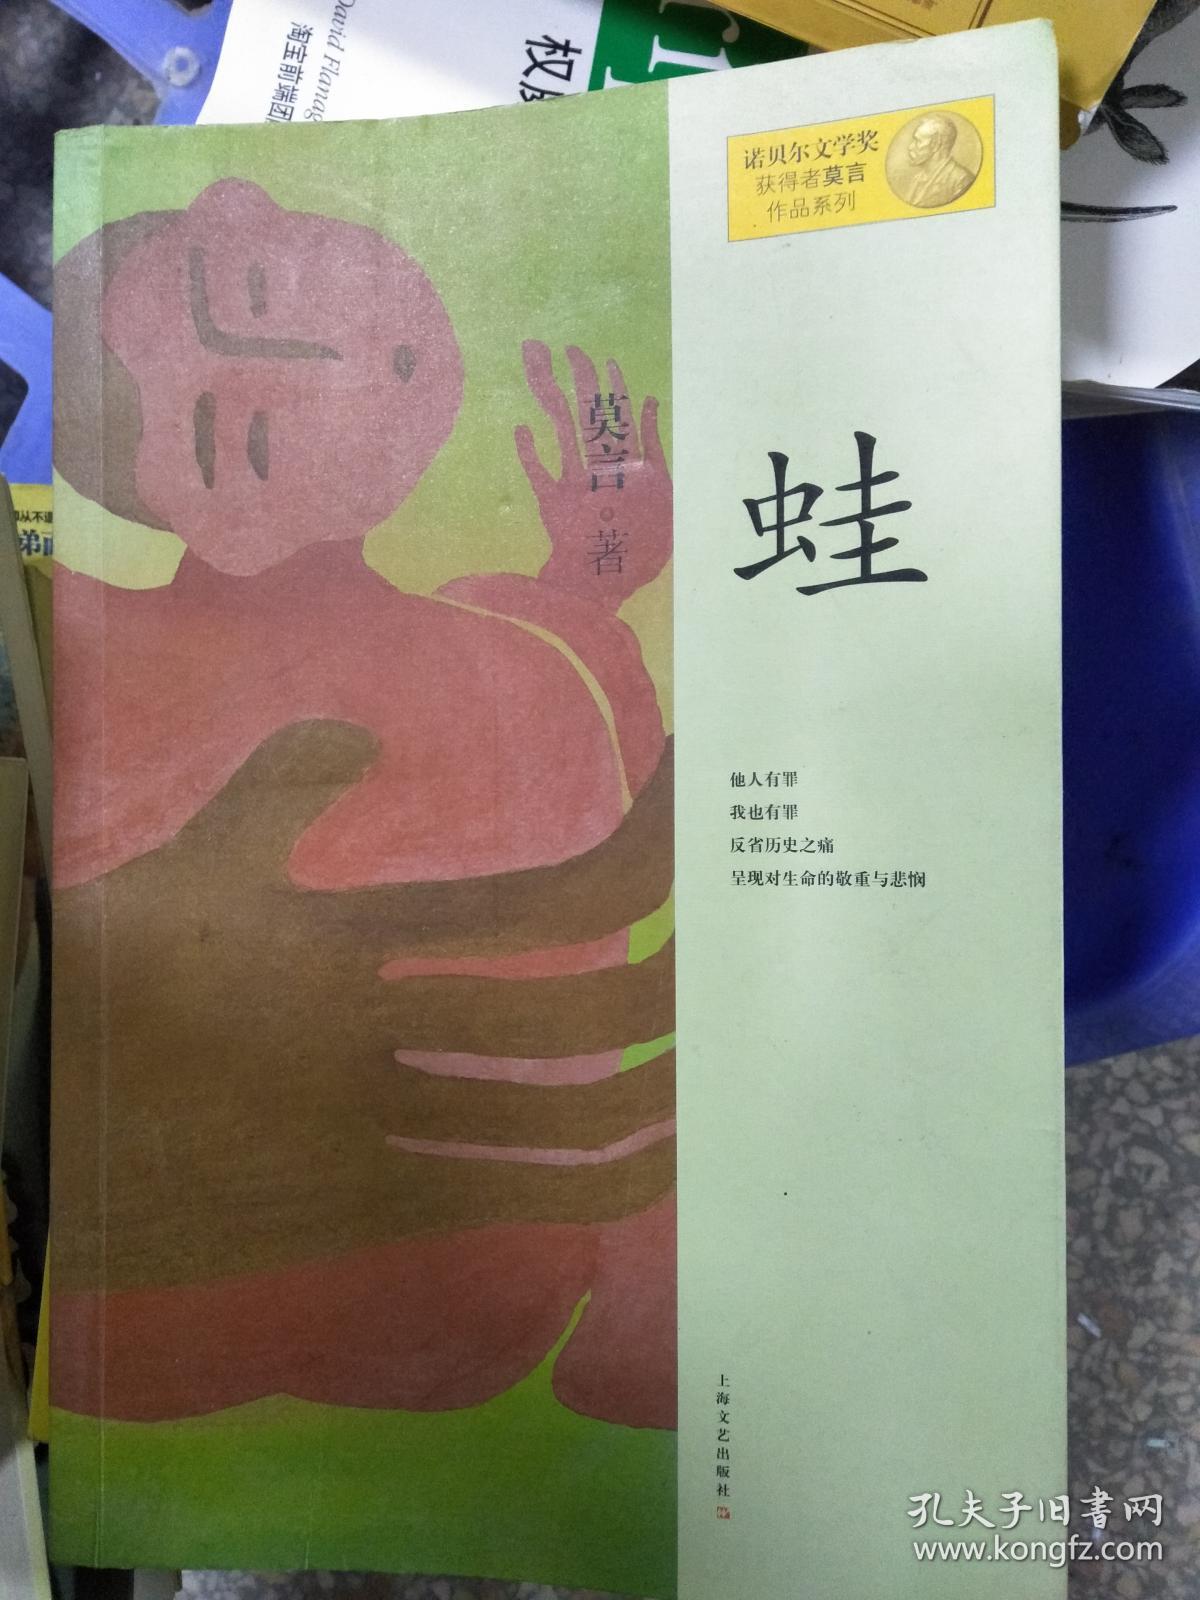 David Flanag
淘宝前端团
权
诺贝尔文学奖
获得者莫言
作品系列
莫言·著
蛙
他人有罪
我也有罪
反省历史之痛
呈现对生命的敬重与悲悯
上海文艺出版社
孔夫子旧书网
www.kongfz.com